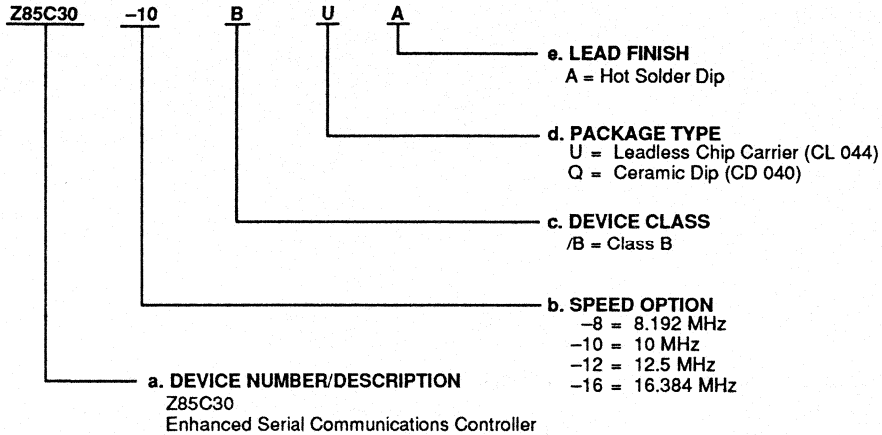 Z85C30 –10 B U A
e. LEAD FINISH
A = Hot Solder Dip
d. PACKAGE TYPE
U = Leadless Chip Carrier (CL 044)
Q = Ceramic Dip (CD 040)
c. DEVICE CLASS
/B = Class B
b. SPEED OPTION
–8 = 8.192 MHz
–10 = 10 MHz
–12 = 12.5 MHz
–16 = 16.384 MHz
a. DEVICE NUMBER/DESCRIPTION
Z85C30
Enhanced Serial Communications Controller